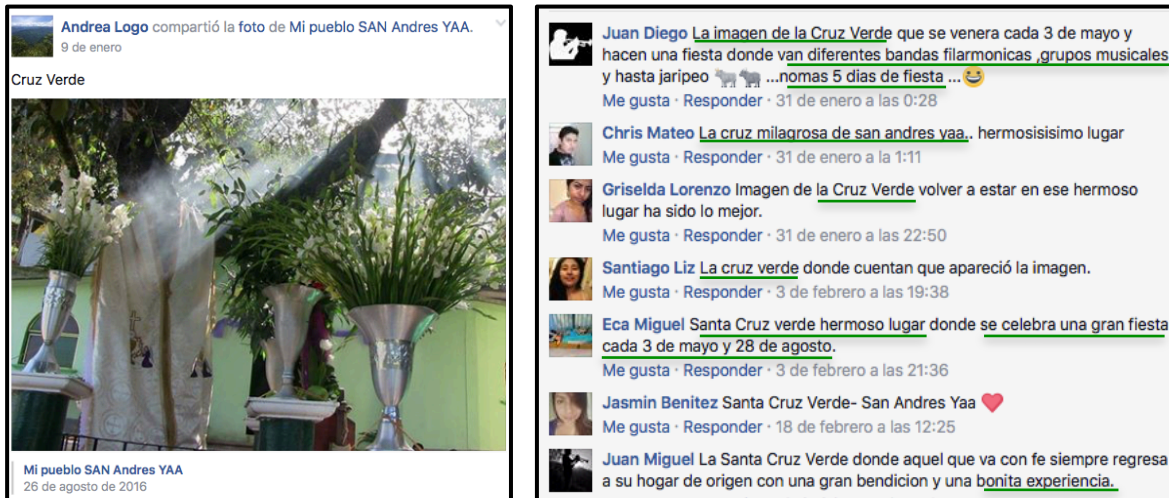 Andrea Logo compartió la foto de Mi pueblo SAN Andres YAA.
9 de enero
Cruz Verde
Mi pueblo SAN Andres YAA
26 de agosto de 2016
Juan Diego La imagen de la Cruz Verde que se venera cada 3 de mayo y
hacen una fiesta donde van diferentes bandas filarmonicas ,grupos musicales
y hasta jaripeo 🐂🐃 ...nomas 5 dias de fiesta ...😀
Me gusta · Responder · 31 de enero a las 0:28
Chris Mateo La cruz milagrosa de san andres yaa.. hermosisisimo lugar
Me gusta · Responder · 31 de enero a la 1:11
Griselda Lorenzo Imagen de la Cruz Verde volver a estar en ese hermoso
lugar ha sido lo mejor.
Me gusta · Responder · 31 de enero a las 22:50
Santiago Liz La cruz verde donde cuentan que apareció la imagen.
Me gusta · Responder · 3 de febrero a las 19:38
Eca Miguel Santa Cruz verde hermoso lugar donde se celebra una gran fiesta
cada 3 de mayo y 28 de agosto.
Me gusta · Responder · 3 de febrero a las 21:36
Jasmin Benitez Santa Cruz Verde- San Andres Yaa ❤
Me gusta · Responder · 18 de febrero a las 12:25
Juan Miguel La Santa Cruz Verde donde aquel que va con fe siempre regresa
a su hogar de origen con una gran bendicion y una bonita experiencia.